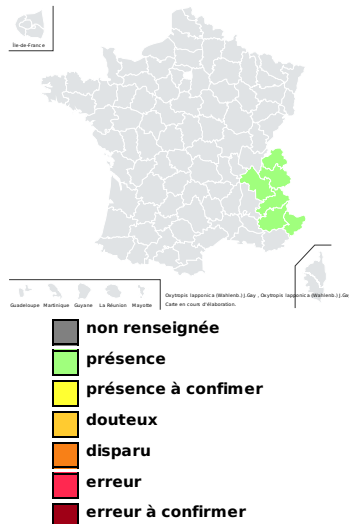 Île-de-France
Guadeloupe Martinique Guyane La Réunion Mayotte
Oxytropis lapponica (Wahlenb.) J.Gay , Oxytropis lapponica (Wahlenb.) J.Ga
Carte en cours d'élaboration.
non renseignée
présence
présence à confimer
douteux
disparu
erreur
erreur à confirmer